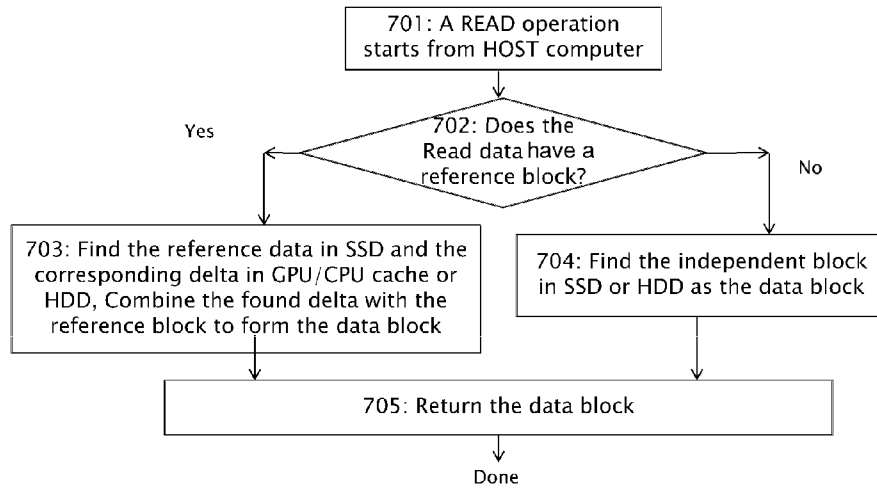 701: A READ operation
starts from HOST computer
702: Does the
Read data have a
reference block?
Yes
No
703: Find the reference data in SSD and the
corresponding delta in GPU/CPU cache or
HDD, Combine the found delta with the
reference block to form the data block
704: Find the independent block
in SSD or HDD as the data block
705: Return the data block
Done